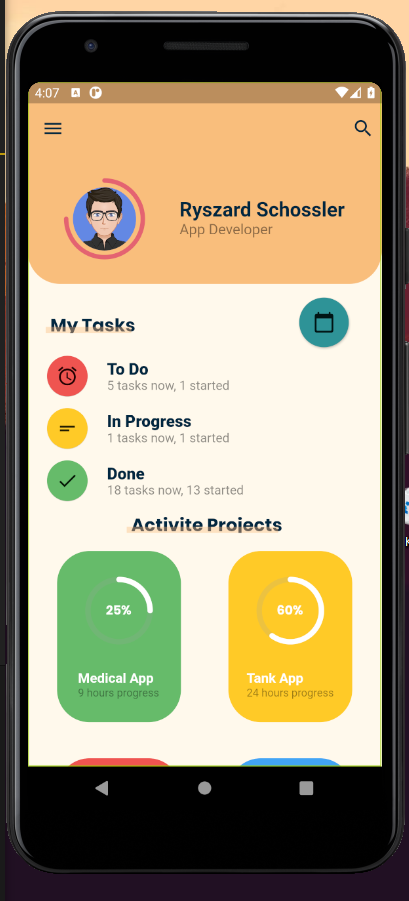 4:07
Ryszard Schossler
App Developer
My Tasks
To Do
5 tasks now, 1 started
In Progress
1 tasks now, 1 started
Done
18 tasks now, 13 started
Activite Projects
25%
60%
Medical App
Tank App
9 hours progress
24 hours progress